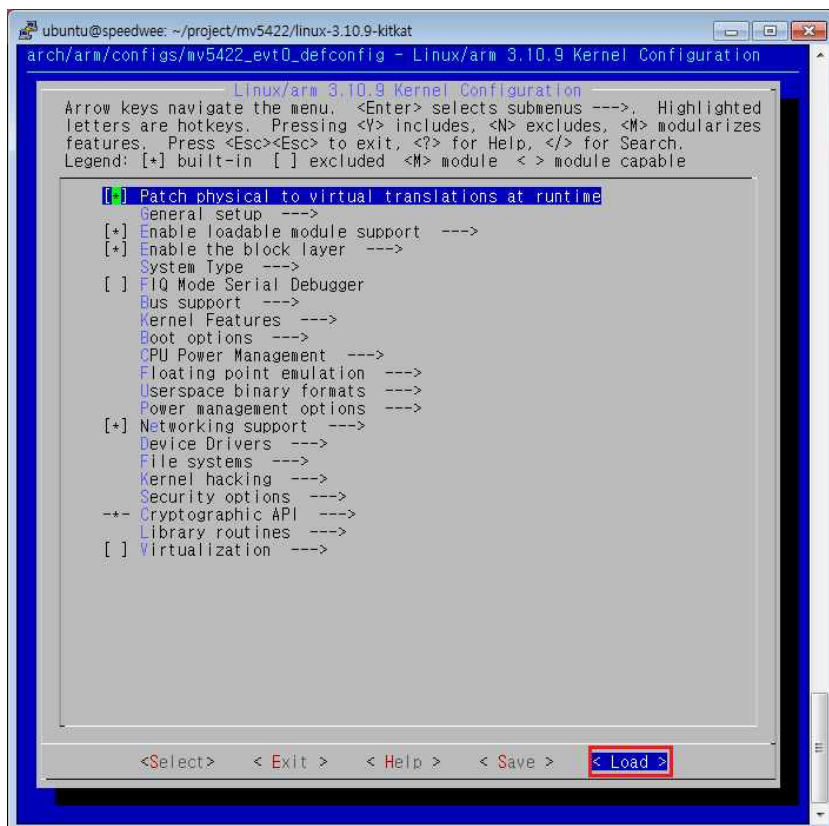 ubuntu@speedwee: ~/project/mv5422/linux-3.10.9-kitkat
arch/arm/configs/mv5422_evt0_defconfig - Linux/arm 3.10.9 Kernel Configuration
Linux/arm 3.10.9 Kernel Configuration
Arrow keys navigate the menu. <Enter> selects submenus --->. Highlighted
letters are hotkeys. Pressing <Y> includes, <N> excludes, <M> modularizes
features. Press <Esc><Esc> to exit, <?> for Help, </> for Search.
Legend: [*] built-in [ ] excluded <M> module < > module capable
[*] Patch physical to virtual translations at runtime
General setup --->
[*] Enable loadable module support --->
[*] Enable the block layer --->
System Type --->
[ ] FIQ Mode Serial Debugger
Bus support --->
Kernel Features --->
Boot options --->
CPU Power Management --->
Floating point emulation --->
Userspace binary formats --->
Power management options --->
[*] Networking support --->
Device Drivers --->
File systems --->
Kernel hacking --->
Security options --->
-*- Cryptographic API --->
Library routines --->
[ ] Virtualization --->
<Select> < Exit > < Help > < Save > < Load >